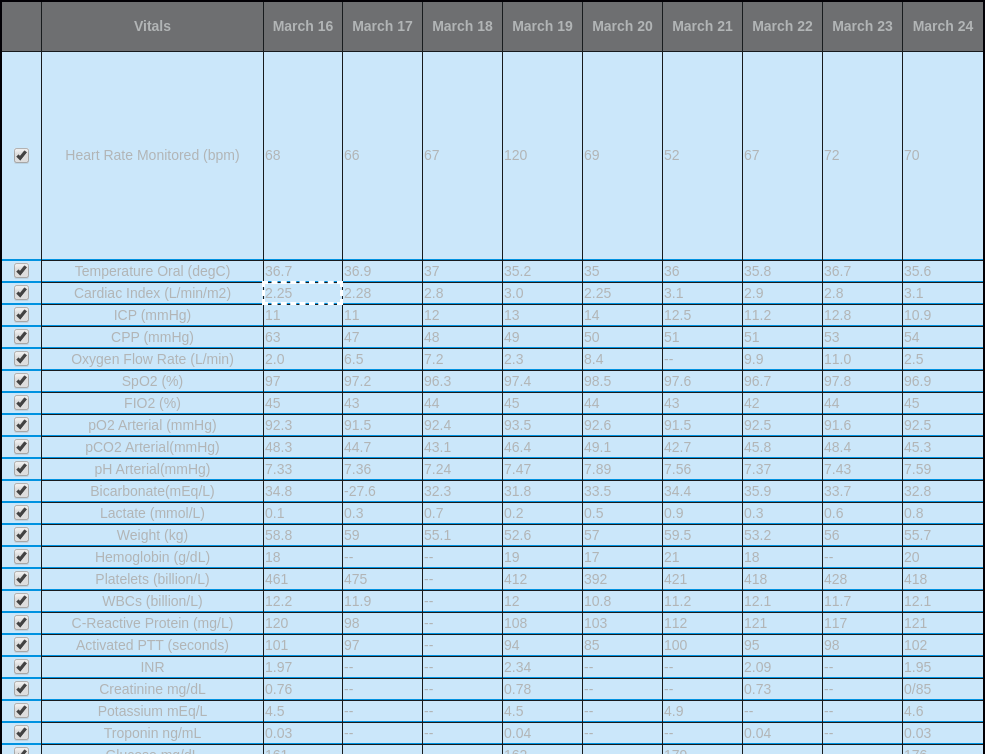 Vitals March 16 March 17 March 18 March 19 March 20 March 21 March 22 March 23 March 24
Heart Rate Monitored (bpm) 68 66 67 120 69 52 67 72 70
Temperature Oral (degC) 36.7 36.9 37 35.2 35 36 35.8 36.7 35.6
Cardiac Index (L/min/m2) 2.25 2.28 2.8 3.0 2.25 3.1 2.9 2.8 3.1
ICP (mmHg) 11 11 12 13 14 12.5 11.2 12.8 10.9
CPP (mmHg) 63 47 48 49 50 51 51 53 54
Oxygen Flow Rate (L/min) 2.0 6.5 7.2 2.3 8.4 -- 9.9 11.0 2.5
SpO2 (%) 97 97.2 96.3 97.4 98.5 97.6 96.7 97.8 96.9
FIO2 (%) 45 43 44 45 44 43 42 44 45
pO2 Arterial (mmHg) 92.3 91.5 92.4 93.5 92.6 91.5 92.5 91.6 92.5
pCO2 Arterial(mmHg) 48.3 44.7 43.1 46.4 49.1 42.7 45.8 48.4 45.3
pH Arterial(mmHg) 7.33 7.36 7.24 7.47 7.89 7.56 7.37 7.43 7.59
Bicarbonate(mEq/L) 34.8 -27.6 32.3 31.8 33.5 34.4 35.9 33.7 32.8
Lactate (mmol/L) 0.1 0.3 0.7 0.2 0.5 0.9 0.3 0.6 0.8
Weight (kg) 58.8 59 55.1 52.6 57 59.5 53.2 56 55.7
Hemoglobin (g/dL) 18 -- -- 19 17 21 18 -- 20
Platelets (billion/L) 461 475 -- 412 392 421 418 428 418
WBCs (billion/L) 12.2 11.9 -- 12 10.8 11.2 12.1 11.7 12.1
C-Reactive Protein (mg/L) 120 98 -- 108 103 112 121 117 121
Activated PTT (seconds) 101 97 -- 94 85 100 95 98 102
INR 1.97 -- -- 2.34 -- -- 2.09 -- 1.95
Creatinine mg/dL 0.76 -- -- 0.78 -- -- 0.73 -- 0/85
Potassium mEq/L 4.5 -- -- 4.5 -- 4.9 -- -- 4.6
Troponin ng/mL 0.03 -- -- 0.04 -- -- 0.04 -- 0.03